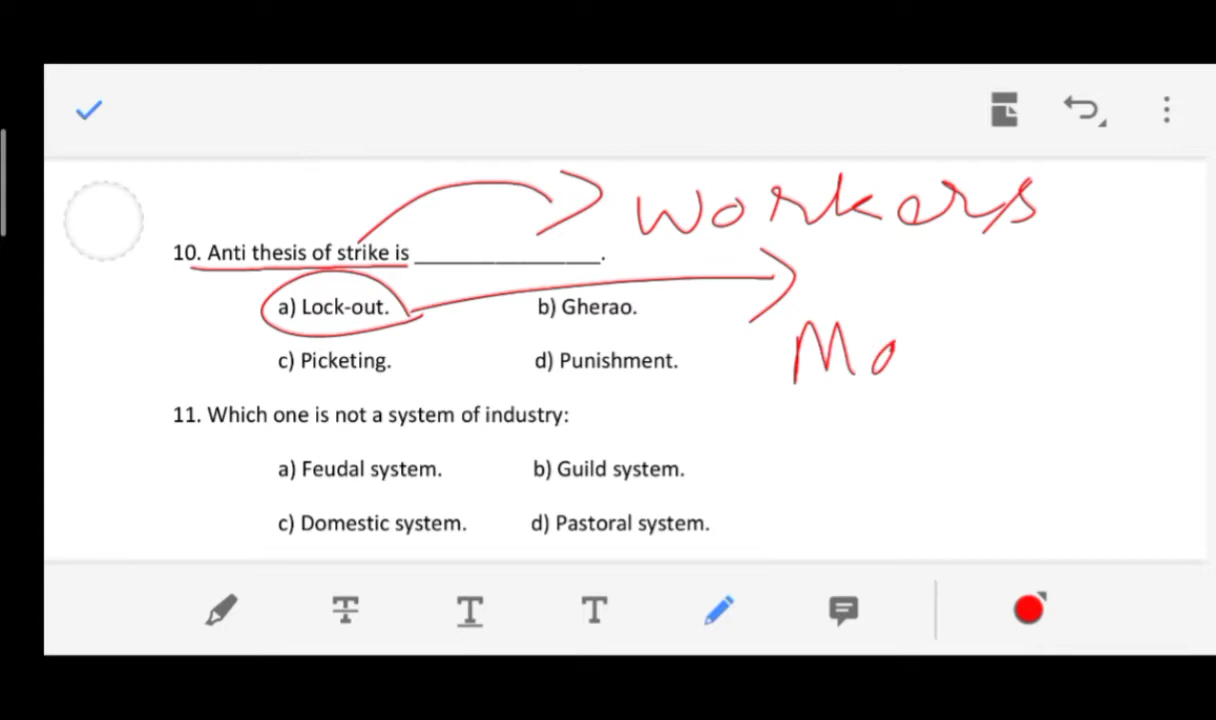 workers
10. Anti thesis of strike is ________________.
a) Lock-out. b) Gherao.
Mo
c) Picketing. d) Punishment.
11. Which one is not a system of industry:
a) Feudal system. b) Guild system.
c) Domestic system. d) Pastoral system.